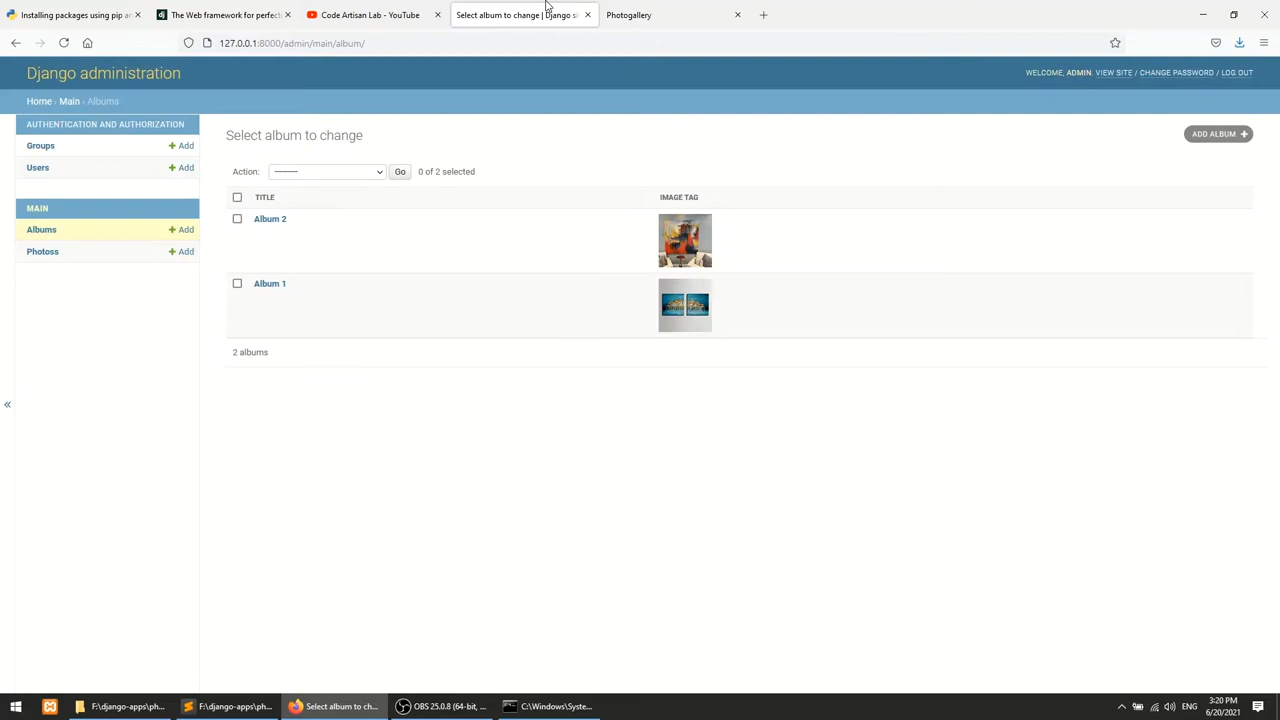 Installing packages using pip an
The Web framework for perfect
Code Artisan Lab - YouTube
Select album to change | Django si
Photogallery
127.0.0.1:8000/admin/main/album/
Django administration
WELCOME, ADMIN. VIEW SITE / CHANGE PASSWORD / LOG OUT
Home › Main › Albums
AUTHENTICATION AND AUTHORIZATION
Groups
+ Add
Users
+ Add
MAIN
Albums
+ Add
Photoss
+ Add
Select album to change
ADD ALBUM +
Action:
---------
Go
0 of 2 selected
TITLE
IMAGE TAG
Album 2
Album 1
2 albums
«
F:\django-apps\ph...
F:\django-apps\ph...
Select album to ch...
OBS 25.0.8 (64-bit, ...
C:\Windows\Syste...
ENG
3:20 PM
6/20/2021